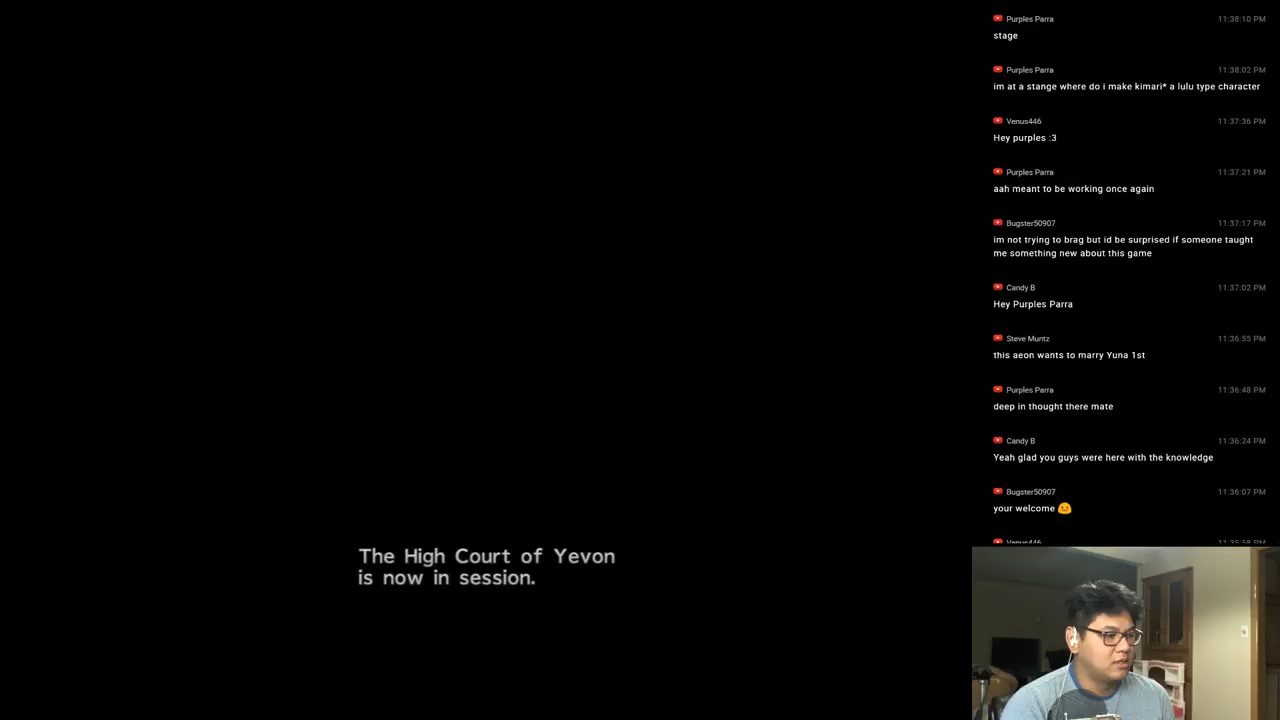 The High Court of Yevon
is now in session.
Purples Parra 11:38:10 PM
stage
Purples Parra 11:38:02 PM
im at a stange where do i make kimari* a lulu type character
Venus446 11:37:36 PM
Hey purples :3
Purples Parra 11:37:21 PM
aah meant to be working once again
Bugster50907 11:37:17 PM
im not trying to brag but id be surprised if someone taught
me something new about this game
Candy B 11:37:02 PM
Hey Purples Parra
Steve Muntz 11:36:55 PM
this aeon wants to marry Yuna 1st
Purples Parra 11:36:48 PM
deep in thought there mate
Candy B 11:36:24 PM
Yeah glad you guys were here with the knowledge
Bugster50907 11:36:07 PM
your welcome
Venus446 11:35:58 PM